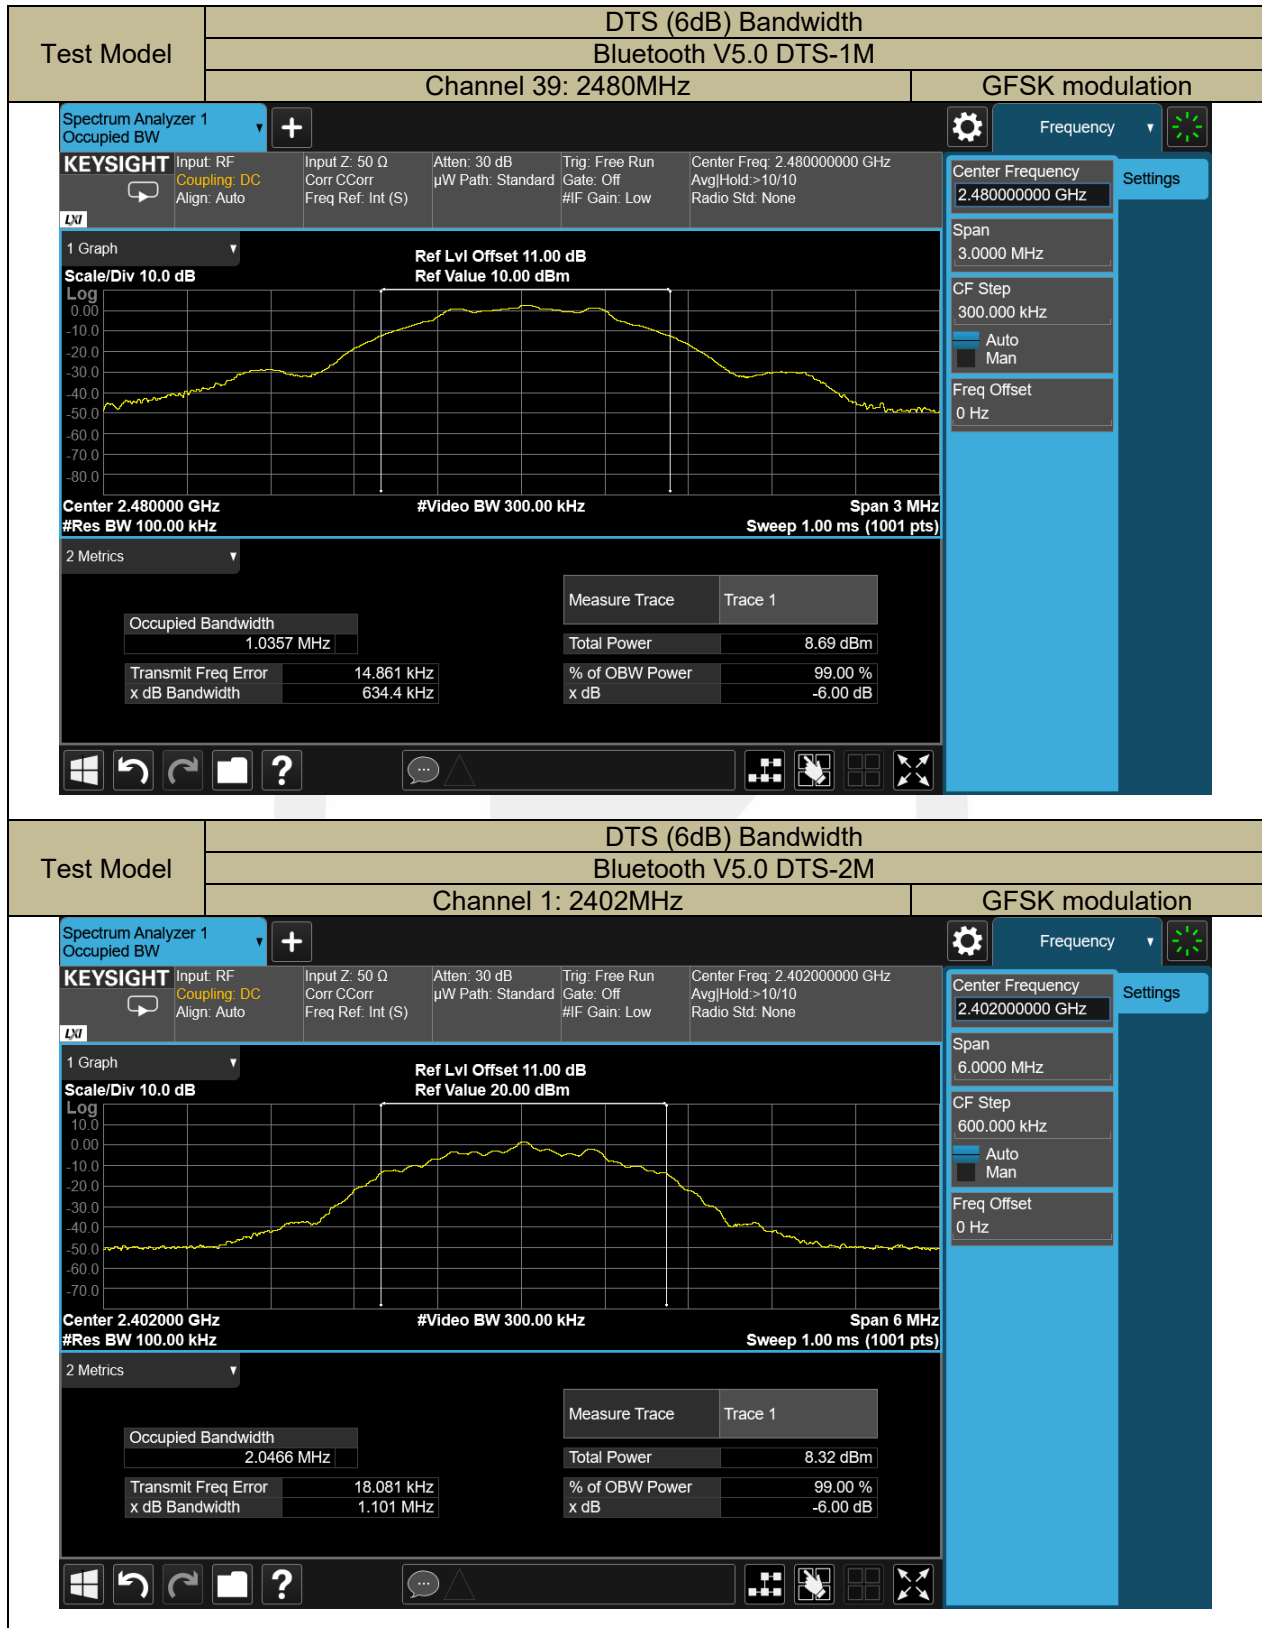 Test Model
DTS (6dB) Bandwidth
Bluetooth V5.0 DTS-1M
Channel 39: 2480MHz
GFSK modulation
Spectrum Analyzer 1
Occupied BW
Frequency
KEYSIGHT
LXI
Input: RF
Coupling: DC
Align: Auto
Input Z: 50 Ω
Corr CCorr
Freq Ref: Int (S)
Atten: 30 dB
µW Path: Standard
Trig: Free Run
Gate: Off
#IF Gain: Low
Center Freq: 2.480000000 GHz
Avg|Hold:>10/10
Radio Std: None
Center Frequency
2.480000000 GHz
Settings
Span
3.0000 MHz
CF Step
300.000 kHz
Auto
Man
Freq Offset
0 Hz
1 Graph
Scale/Div 10.0 dB
Ref Lvl Offset 11.00 dB
Ref Value 10.00 dBm
Log
0.00
-10.0
-20.0
-30.0
-40.0
-50.0
-60.0
-70.0
-80.0
Center 2.480000 GHz
#Res BW 100.00 kHz
#Video BW 300.00 kHz
Span 3 MHz
Sweep 1.00 ms (1001 pts)
2 Metrics
Measure Trace Trace 1
Occupied Bandwidth
1.0357 MHz
Total Power 8.69 dBm
Transmit Freq Error 14.861 kHz
% of OBW Power 99.00 %
x dB Bandwidth 634.4 kHz
x dB -6.00 dB
?
Test Model
DTS (6dB) Bandwidth
Bluetooth V5.0 DTS-2M
Channel 1: 2402MHz
GFSK modulation
Spectrum Analyzer 1
Occupied BW
Frequency
KEYSIGHT
LXI
Input: RF
Coupling: DC
Align: Auto
Input Z: 50 Ω
Corr CCorr
Freq Ref: Int (S)
Atten: 30 dB
µW Path: Standard
Trig: Free Run
Gate: Off
#IF Gain: Low
Center Freq: 2.402000000 GHz
Avg|Hold:>10/10
Radio Std: None
Center Frequency
2.402000000 GHz
Settings
Span
6.0000 MHz
CF Step
600.000 kHz
Auto
Man
Freq Offset
0 Hz
1 Graph
Scale/Div 10.0 dB
Ref Lvl Offset 11.00 dB
Ref Value 20.00 dBm
Log
10.0
0.00
-10.0
-20.0
-30.0
-40.0
-50.0
-60.0
-70.0
Center 2.402000 GHz
#Res BW 100.00 kHz
#Video BW 300.00 kHz
Span 6 MHz
Sweep 1.00 ms (1001 pts)
2 Metrics
Measure Trace Trace 1
Occupied Bandwidth
2.0466 MHz
Total Power 8.32 dBm
Transmit Freq Error 18.081 kHz
% of OBW Power 99.00 %
x dB Bandwidth 1.101 MHz
x dB -6.00 dB
?